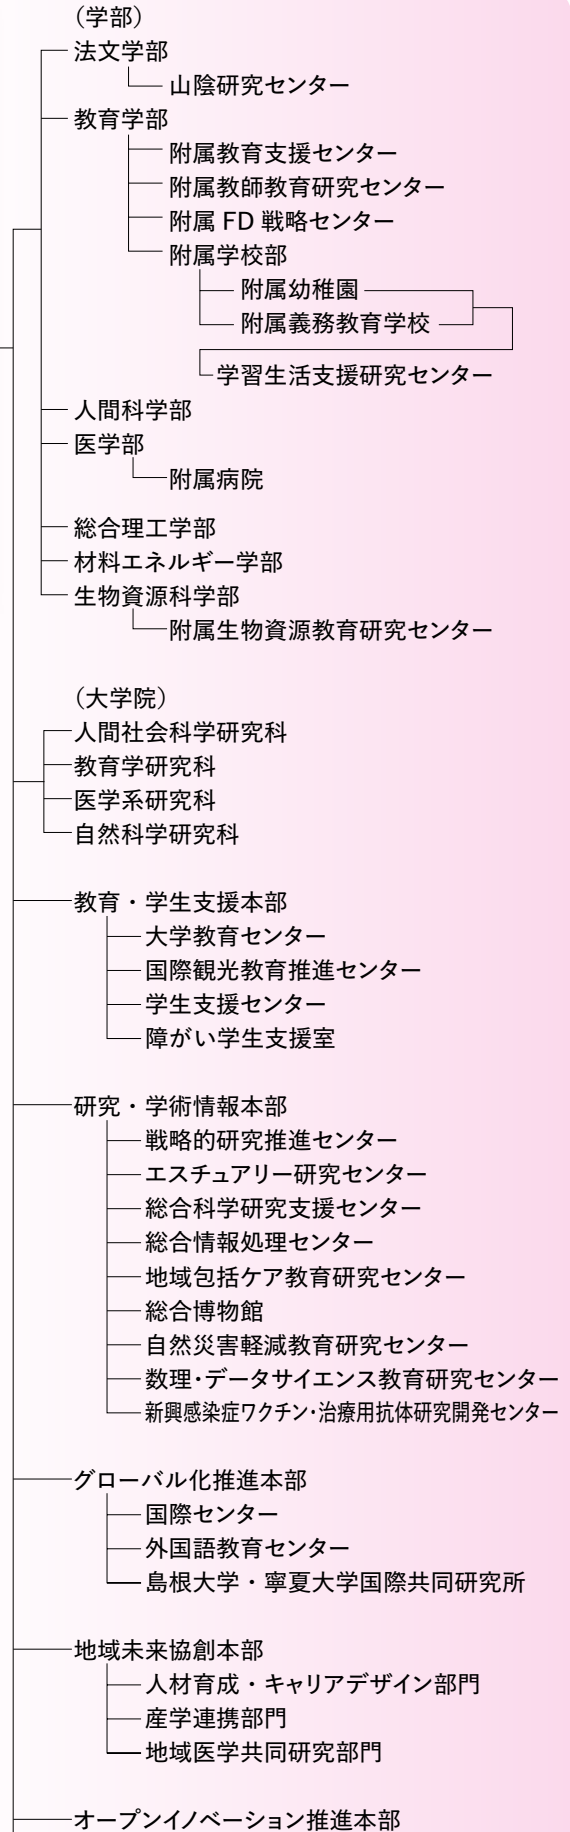 （学部）
法文学部
山陰研究センター
教育学部
附属教育支援センター
附属教師教育研究センター
附属 FD 戦略センター
附属学校部
附属幼稚園
附属義務教育学校
学習生活支援研究センター
人間科学部
医学部
附属病院
総合理工学部
材料エネルギー学部
生物資源科学部
附属生物資源教育研究センター
（大学院）
人間社会科学研究科
教育学研究科
医学系研究科
自然科学研究科
教育・学生支援本部
大学教育センター
国際観光教育推進センター
学生支援センター
障がい学生支援室
研究・学術情報本部
戦略的研究推進センター
エスチュアリー研究センター
総合科学研究支援センター
総合情報処理センター
地域包括ケア教育研究センター
総合博物館
自然災害軽減教育研究センター
数理・データサイエンス教育研究センター
新興感染症ワクチン・治療用抗体研究開発センター
グローバル化推進本部
国際センター
外国語教育センター
島根大学・寧夏大学国際共同研究所
地域未来協創本部
人材育成・キャリアデザイン部門
産学連携部門
地域医学共同研究部門
オープンイノベーション推進本部